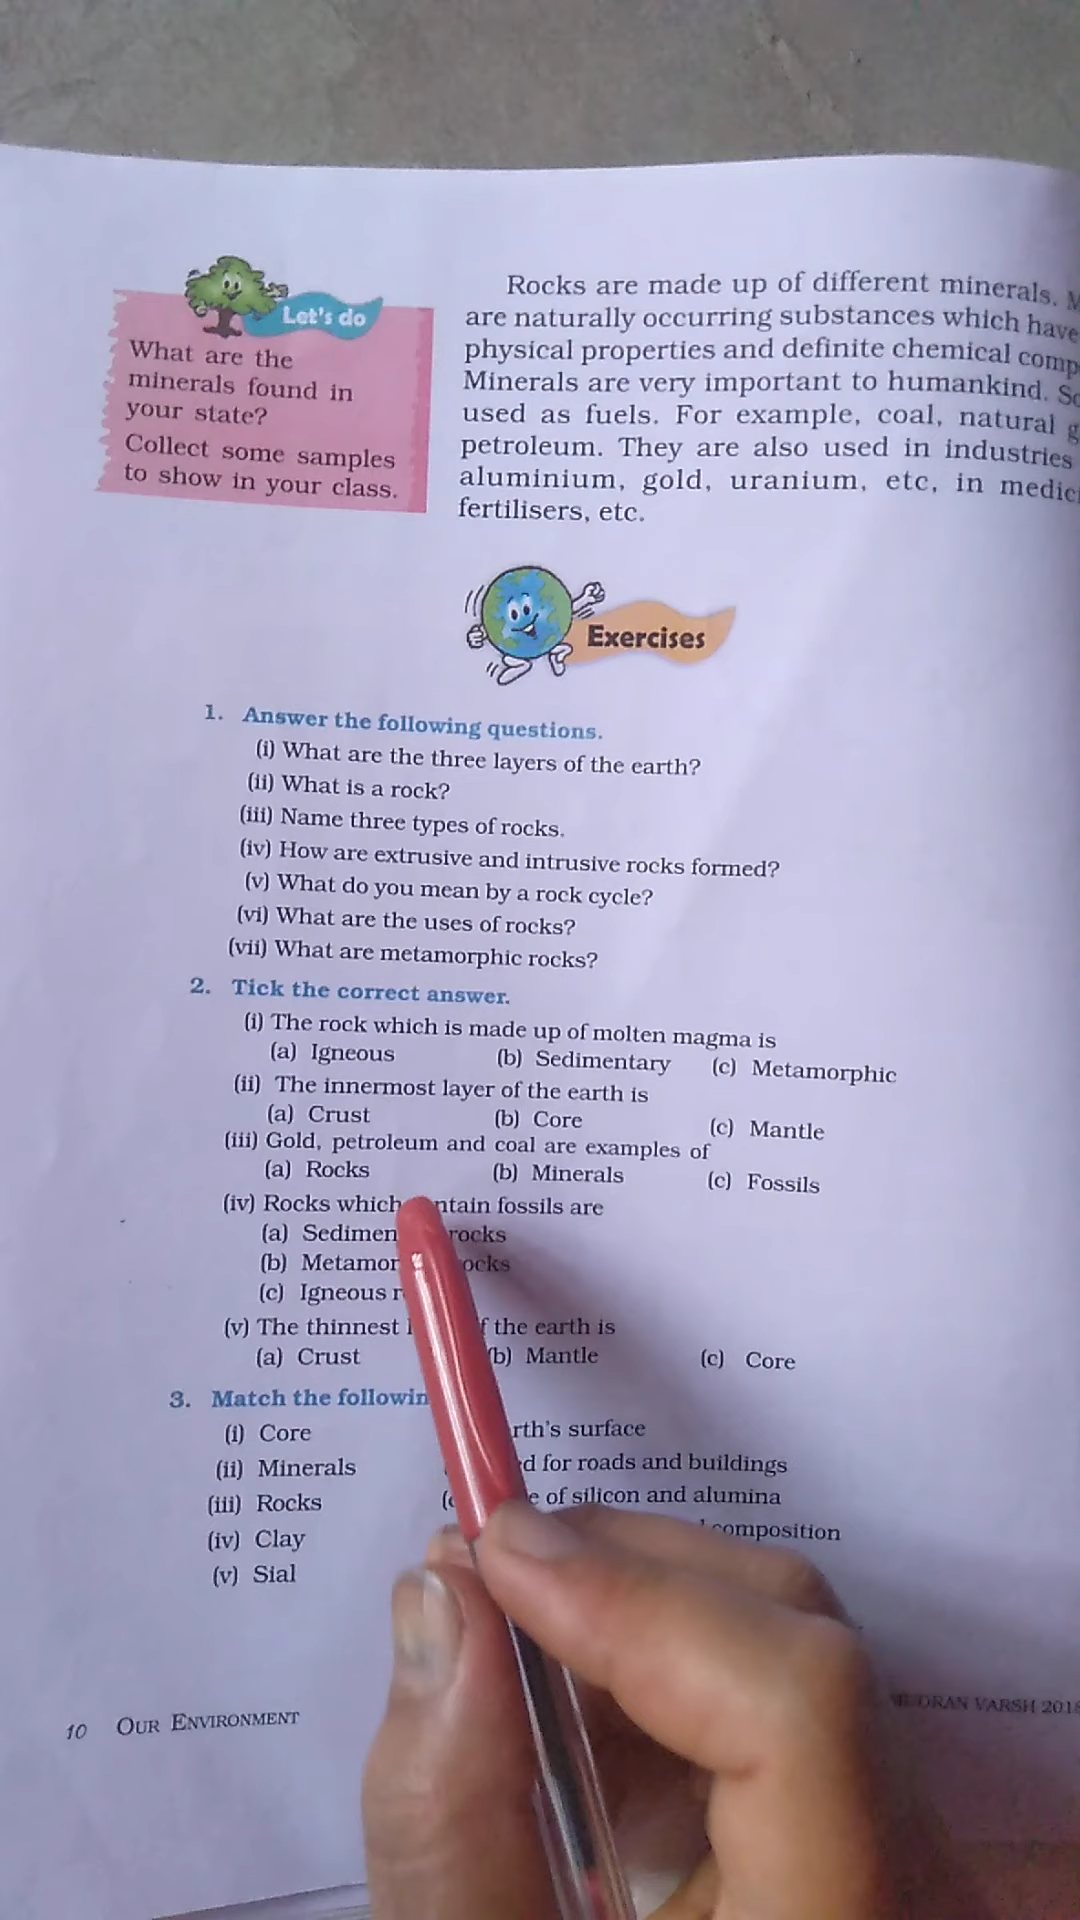 Let's do
What are the
minerals found in
your state?
Collect some samples
to show in your class.
Rocks are made up of different minerals.
are naturally occurring substances which have
physical properties and definite chemical
Minerals are very important to humankind.
used as fuels. For example, coal, natural
petroleum. They are also used in industries
aluminium, gold, uranium, etc, in
fertilisers, etc.
Exercises
1. Answer the following questions.
(i) What are the three layers of the earth?
(ii) What is a rock?
(iii) Name three types of rocks.
(iv) How are extrusive and intrusive rocks formed?
(v) What do you mean by a rock cycle?
(vi) What are the uses of rocks?
(vii) What are metamorphic rocks?
2. Tick the correct answer.
(i) The rock which is made up of molten magma is
(a) Igneous (b) Sedimentary (c) Metamorphic
(ii) The innermost layer of the earth is
(a) Crust (b) Core (c) Mantle
(iii) Gold, petroleum and coal are examples of
(a) Rocks (b) Minerals (c) Fossils
(iv) Rocks which fossils are
(a) rocks
(b)
(c) Igneous
(v) The thinnest the earth is
(a) Crust (b) Mantle (c) Core
3. Match the
(i) Core surface
(ii) Minerals for roads and buildings
(iii) Rocks of silicon and alumina
(iv) Clay composition
(v) Sial
10 OUR ENVIRONMENT
VARSH